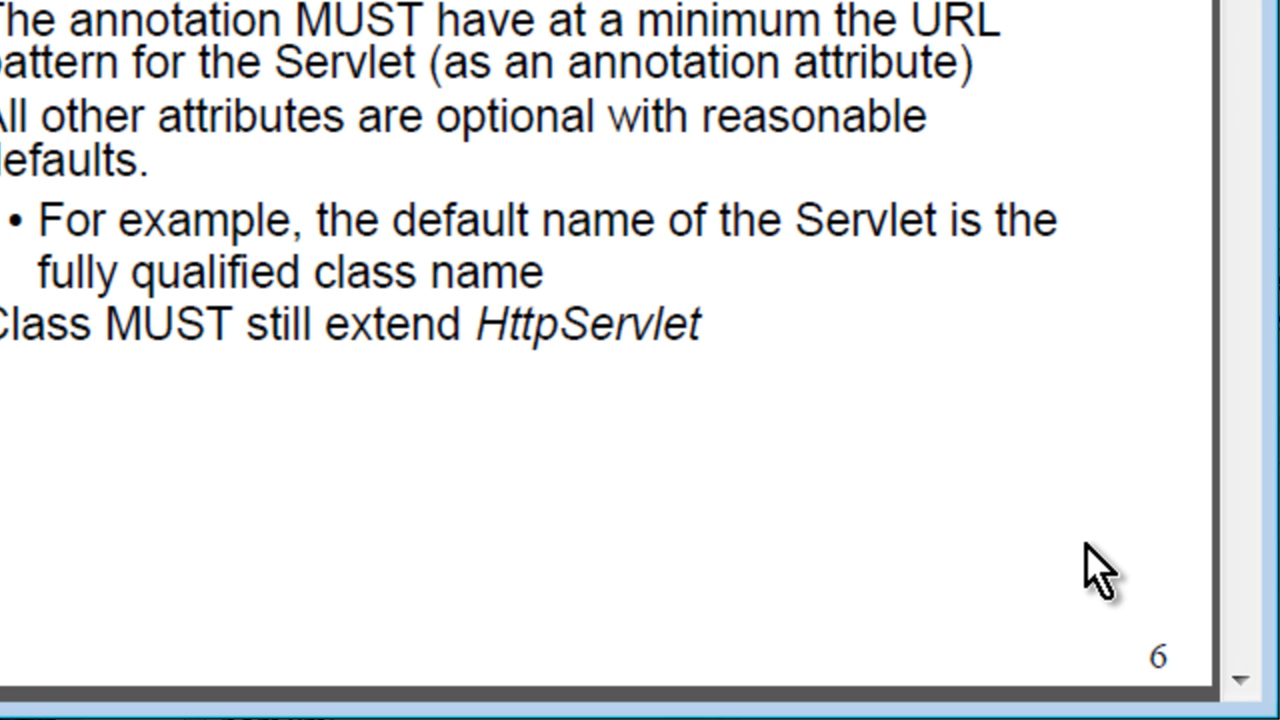 The annotation MUST have at a minimum the URL
pattern for the Servlet (as an annotation attribute)
All other attributes are optional with reasonable
defaults.
• For example, the default name of the Servlet is the
fully qualified class name
Class MUST still extend HttpServlet
6